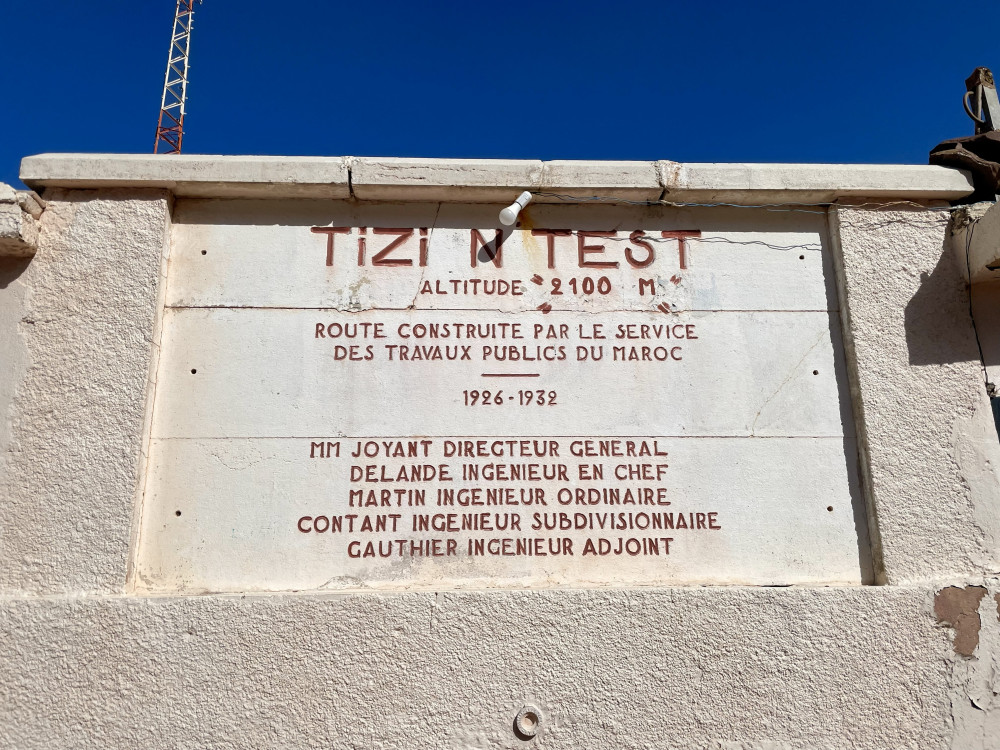 TiZi N TEST
ALTITUDE "2100 M"
ROUTE CONSTRUITE PAR LE SERVICE
DES TRAVAUX PUBLICS DU MAROC
1926-1932
MM JOYANT DIRECTEUR GENERAL
DELANDE INGENIEUR EN CHEF
MARTIN INGENIEUR ORDINAIRE
CONTANT INGENIEUR SUBDIVISIONNAIRE
GAUTHIER INGENIEUR ADJOINT